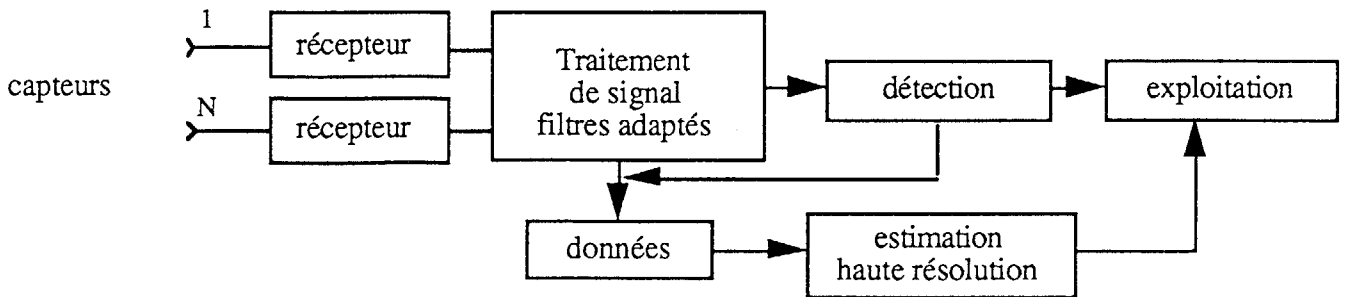 1
récepteur
capteurs
N
récepteur
Traitement
de signal
filtres adaptés
détection
exploitation
données
estimation
haute résolution